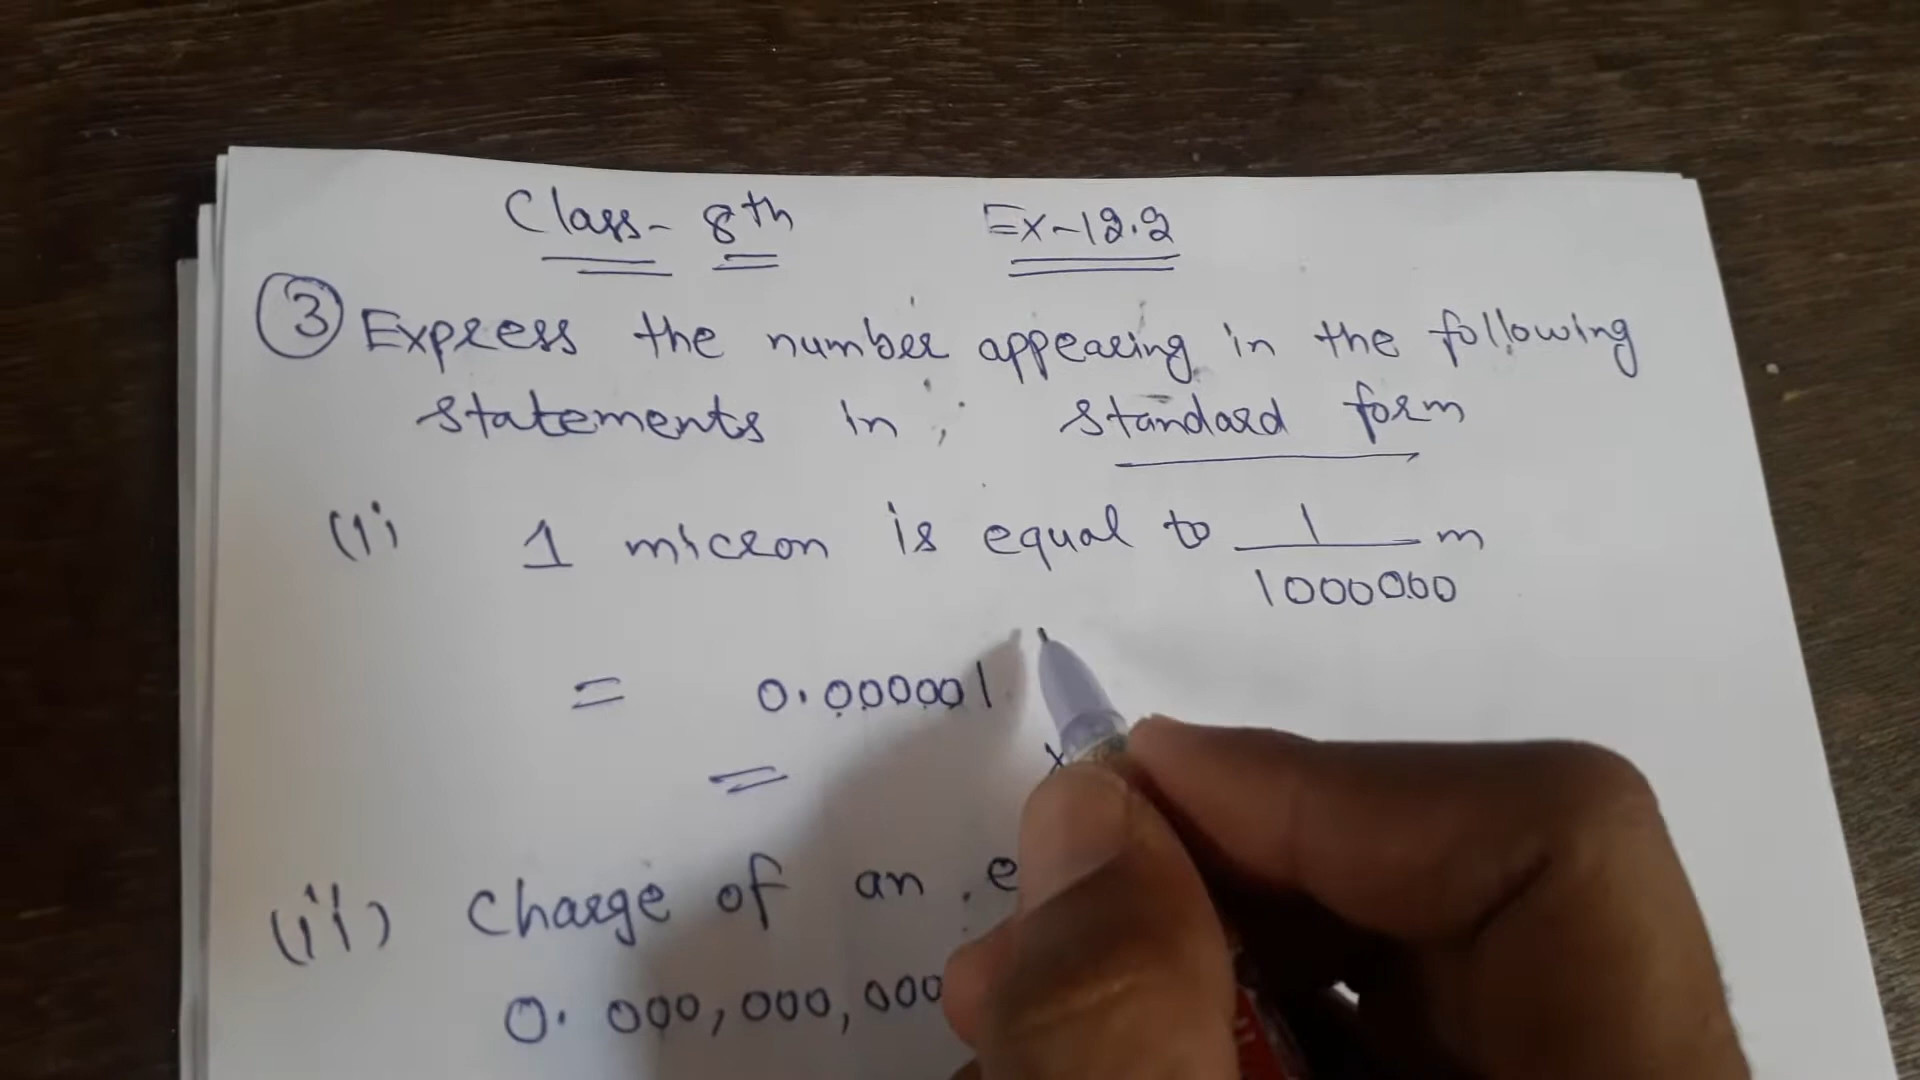 Class- 8th Ex-12.2
3 Express the number appearing in the following
statements in; standard form
(i) 1 micron is equal to 1/1000000 m
= 0.000001
= x
(ii) Charge of an
0. 000,000,000